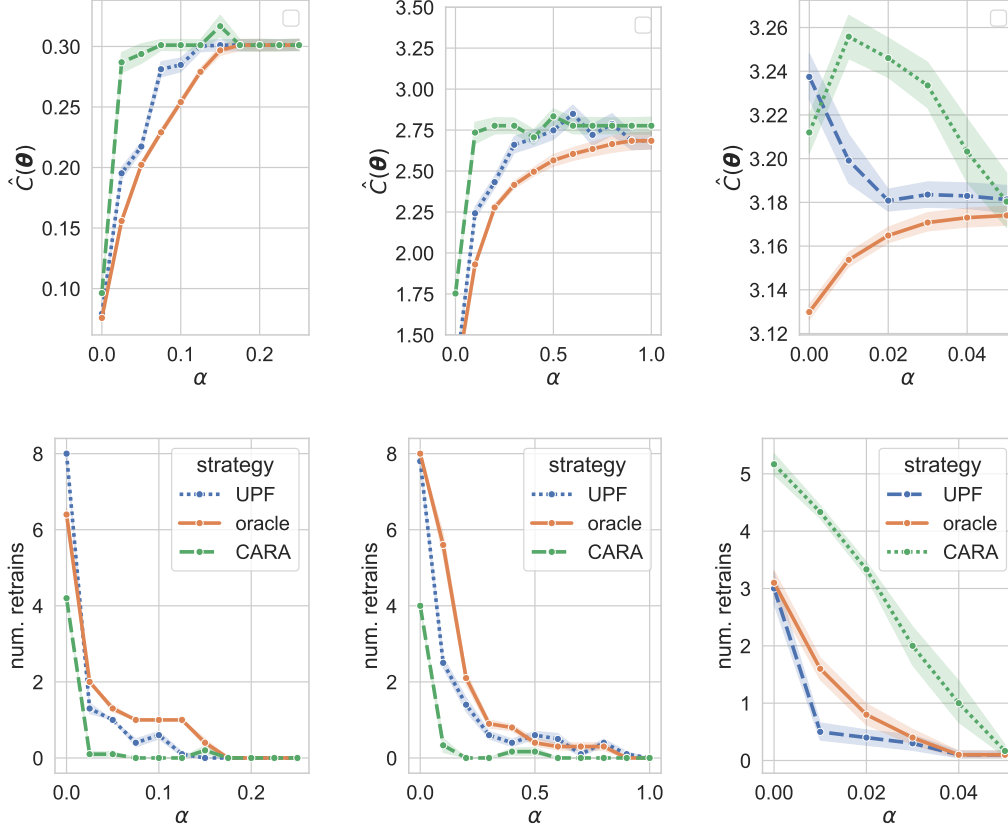 0.30
0.25
0.20
0.15
0.10
Ĉ(θ)
0.0 0.1 0.2
α
3.50
3.25
3.00
2.75
2.50
2.25
2.00
1.75
1.50
Ĉ(θ)
0.0 0.5 1.0
α
3.26
3.24
3.22
3.20
3.18
3.16
3.14
3.12
Ĉ(θ)
0.00 0.02 0.04
α
8
6
4
2
0
num. retrains
strategy
UPF
oracle
CARA
0.0 0.1 0.2
α
8
6
4
2
0
num. retrains
strategy
UPF
oracle
CARA
0.0 0.5 1.0
α
5
4
3
2
1
0
num. retrains
strategy
UPF
oracle
CARA
0.00 0.02 0.04
α